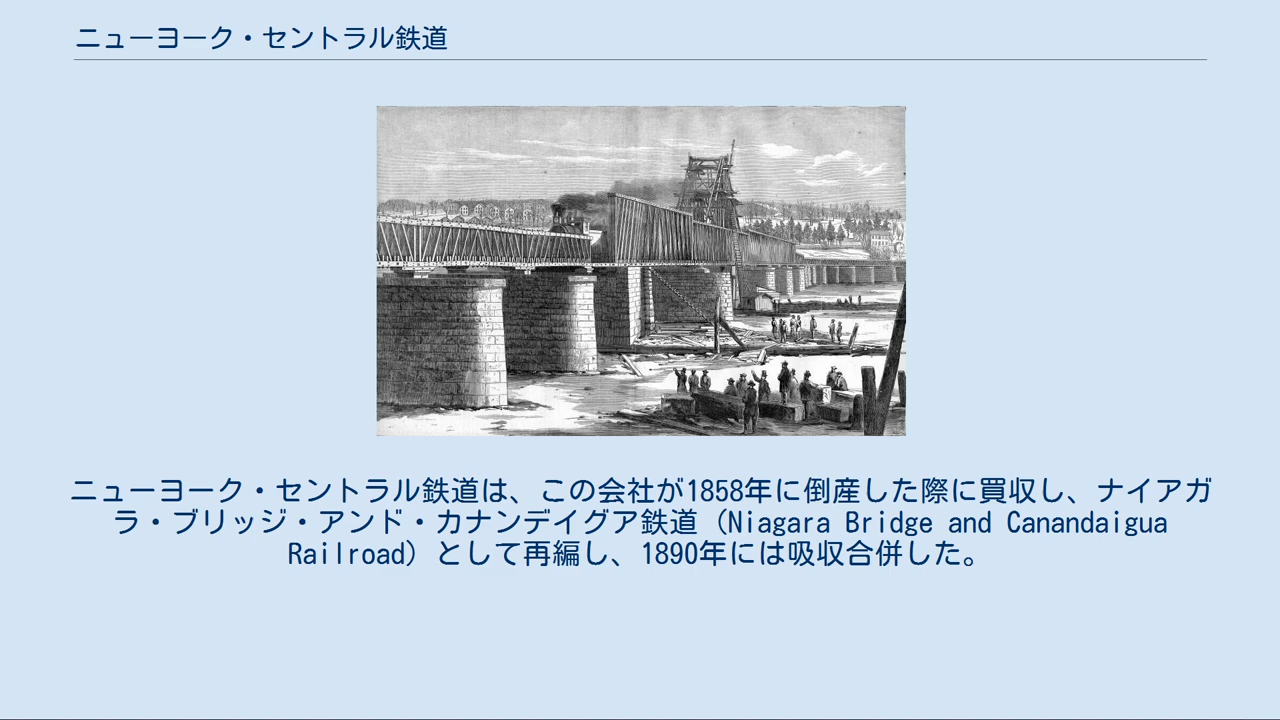 ニューヨーク・セントラル鉄道
ニューヨーク・セントラル鉄道は、この会社が1858年に倒産した際に買収し、ナイアガ
ラ・ブリッジ・アンド・カナンデイグア鉄道（Niagara Bridge and Canandaigua
Railroad）として再編し、1890年には吸収合併した。